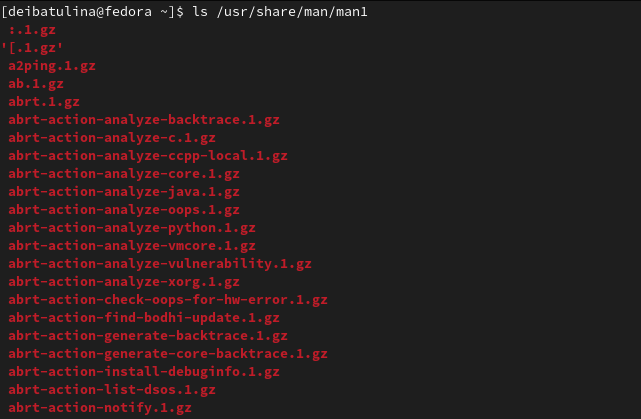 [deibatulina@fedora ~]$ ls /usr/share/man/man1
:.1.gz
'[.1.gz'
a2ping.1.gz
ab.1.gz
abrt.1.gz
abrt-action-analyze-backtrace.1.gz
abrt-action-analyze-c.1.gz
abrt-action-analyze-ccpp-local.1.gz
abrt-action-analyze-core.1.gz
abrt-action-analyze-java.1.gz
abrt-action-analyze-oops.1.gz
abrt-action-analyze-python.1.gz
abrt-action-analyze-vmcore.1.gz
abrt-action-analyze-vulnerability.1.gz
abrt-action-analyze-xorg.1.gz
abrt-action-check-oops-for-hw-error.1.gz
abrt-action-find-bodhi-update.1.gz
abrt-action-generate-backtrace.1.gz
abrt-action-generate-core-backtrace.1.gz
abrt-action-install-debuginfo.1.gz
abrt-action-list-dsos.1.gz
abrt-action-notify.1.gz